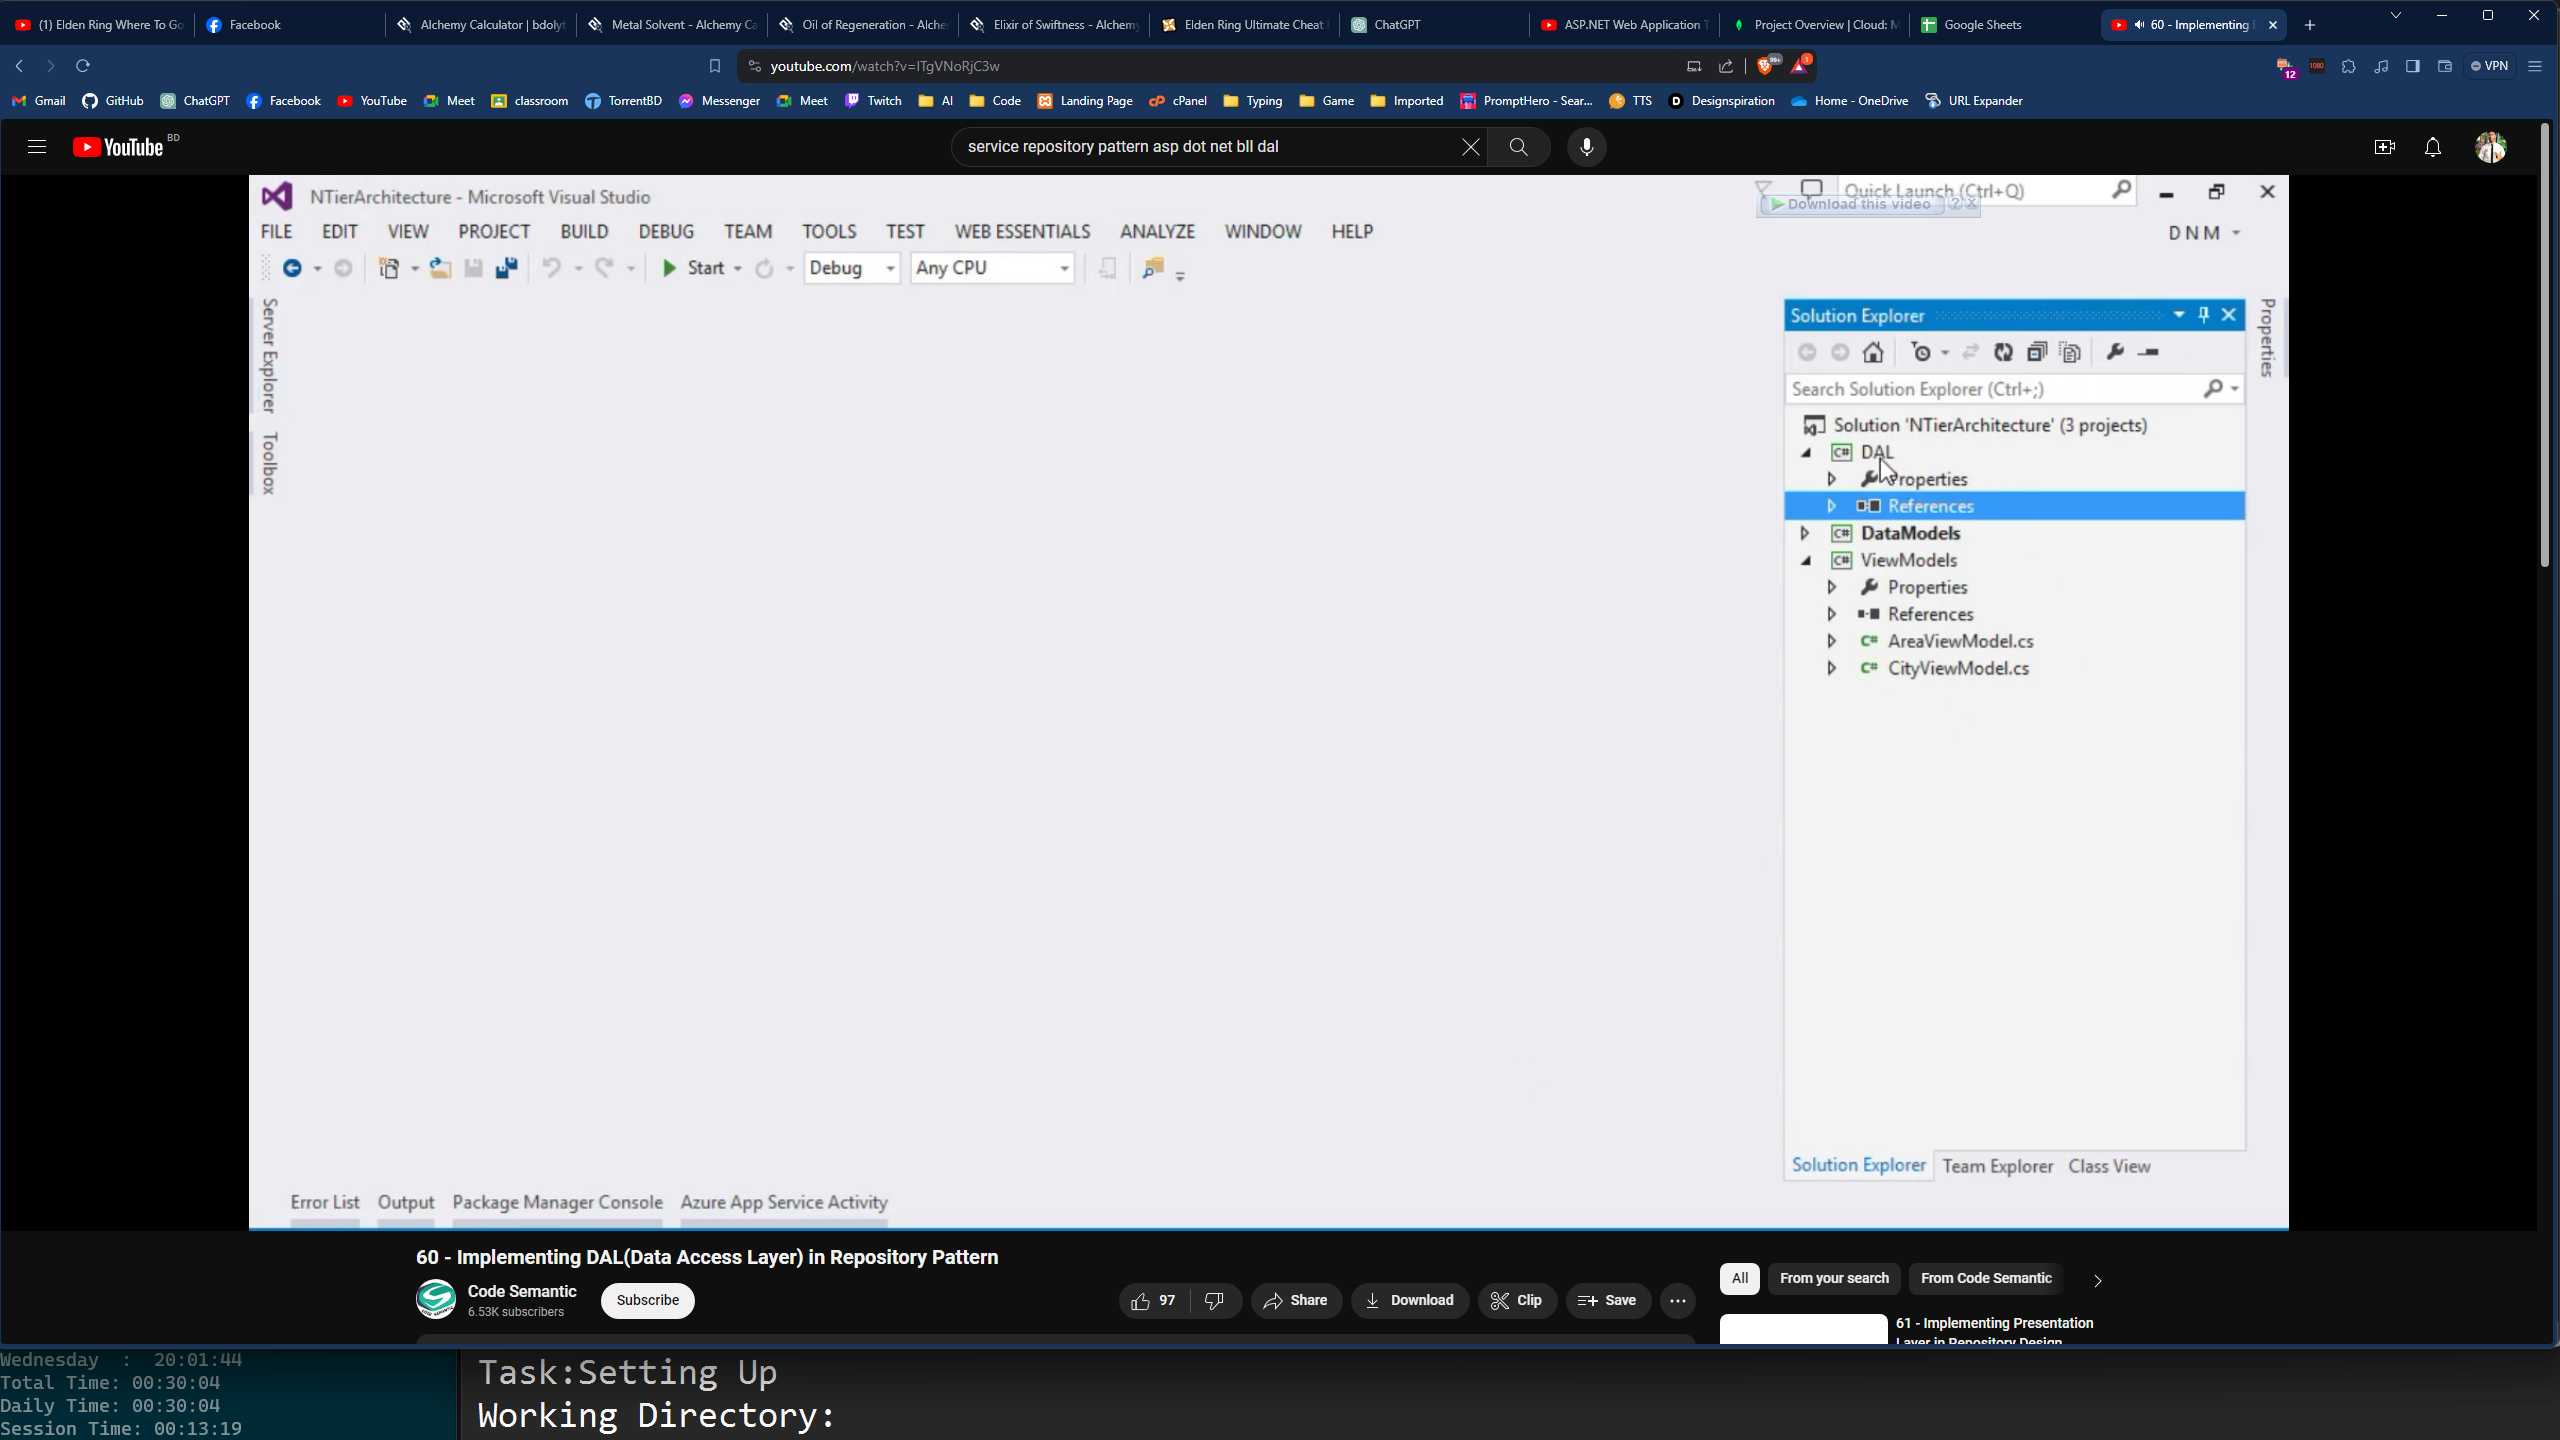 (1) Elden Ring Where To Go
Facebook
Alchemy Calculator | bdolyt
Metal Solvent - Alchemy Ca
Oil of Regeneration - Alche
Elixir of Swiftness - Alchemy
Elden Ring Ultimate Cheat
ChatGPT
ASP.NET Web Application T
Project Overview | Cloud: M
Google Sheets
60 - Implementing
youtube.com/watch?v=ITgVNoRjC3w
99+
1
12
1080
VPN
Gmail GitHub ChatGPT Facebook YouTube Meet classroom TorrentBD Messenger Meet Twitch AI Code Landing Page cPanel Typing Game Imported PromptHero - Sear... TTS Designspiration Home - OneDrive URL Expander
YouTube BD
service repository pattern asp dot net bll dal
NTierArchitecture - Microsoft Visual Studio
Quick Launch (Ctrl+Q)
Download this video
FILE EDIT VIEW PROJECT BUILD DEBUG TEAM TOOLS TEST WEB ESSENTIALS ANALYZE WINDOW HELP
D N M
Start Debug Any CPU
Server Explorer
Toolbox
Properties
Solution Explorer
Search Solution Explorer (Ctrl+;)
Solution 'NTierArchitecture' (3 projects)
C# DAL
Properties
References
C# DataModels
C# ViewModels
Properties
References
C# AreaViewModel.cs
C# CityViewModel.cs
Solution Explorer Team Explorer Class View
Error List Output Package Manager Console Azure App Service Activity
60 - Implementing DAL(Data Access Layer) in Repository Pattern
Code Semantic
6.53K subscribers
Subscribe
97
Share
Download
Clip
Save
All
From your search
From Code Semantic
61 - Implementing Presentation
Layer in Repository Design
Wednesday : 20:01:44
Total Time: 00:30:04
Daily Time: 00:30:04
Session Time: 00:13:19
Task:Setting Up
Working Directory: